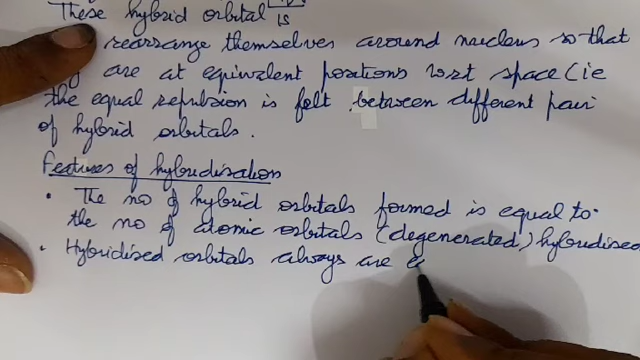 These hybrid orbital is
rearrange themselves around nucleus so that
are at equivalent positions wrt space (ie
the equal repulsion is felt between different pair
of hybrid orbitals.
Features of hybridisation
• The no of hybrid orbitals formed is equal to
the no of atomic orbitals (degenerated,) hybridised
• Hybridised orbitals always are